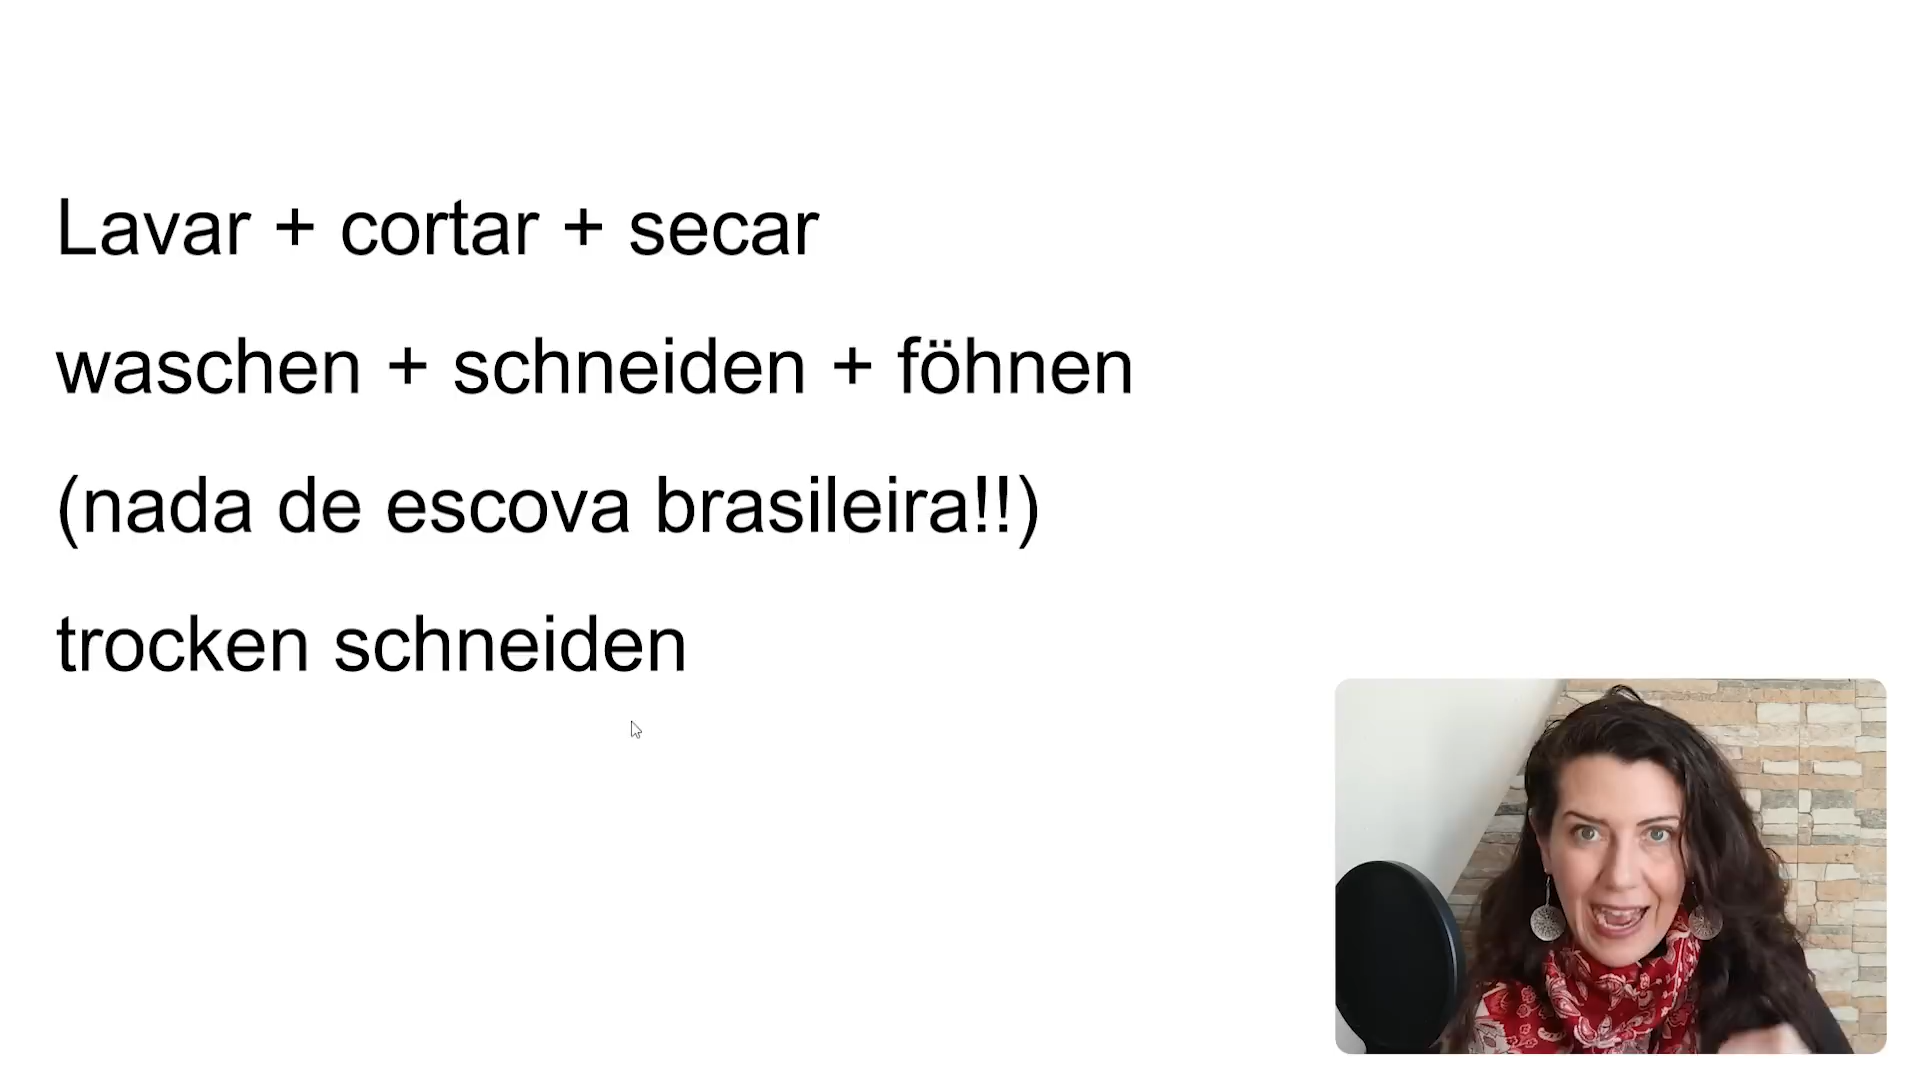 Lavar + cortar + secar
waschen + schneiden + föhnen
(nada de escova brasileira!!)
trocken schneiden